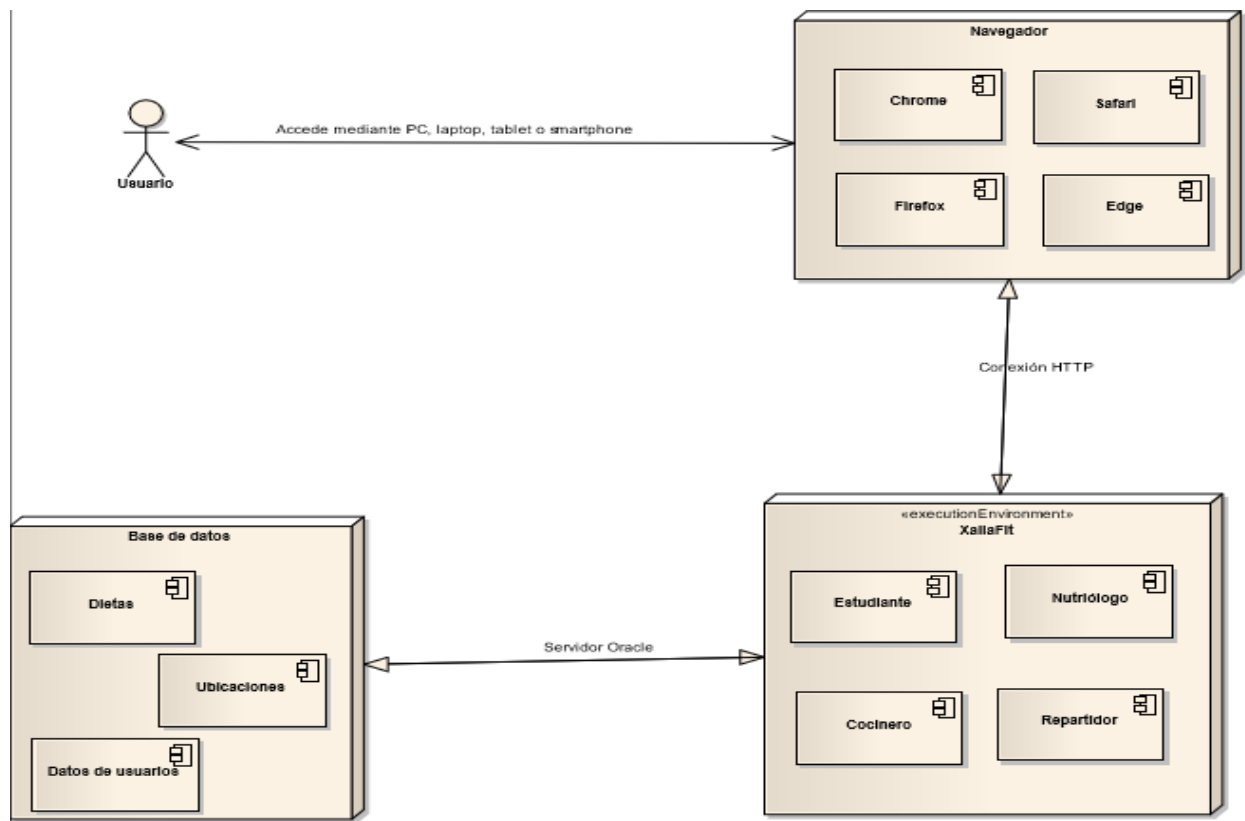 Navegador
Chrome
Safari
Accede mediante PC, laptop, tablet o smartphone
Usuario
Firefox
Edge
Conexión HTTP
«executionEnvironment»
XallaFit
Base de datos
Dietas
Estudiante
Nutriólogo
Servidor Oracle
Ubicaciones
Cocinero
Repartidor
Datos de usuarios